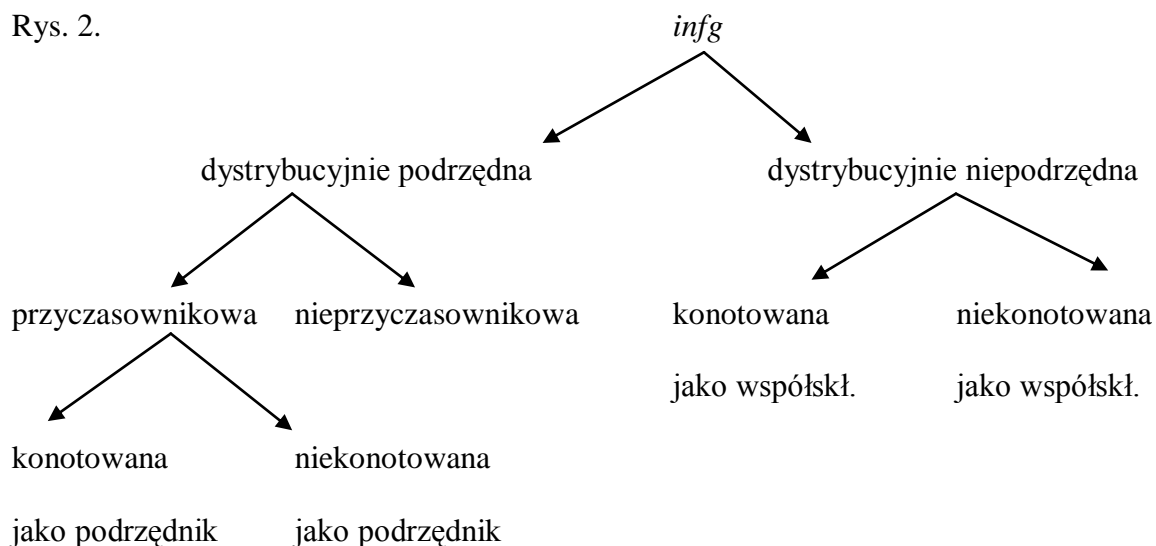 Rys. 2. infg
dystrybucyjnie podrzędna dystrybucyjnie niepodrzędna
przyczasownikowa nieprzyczasownikowa konotowana niekonotowana
jako współskł. jako współskł.
konotowana niekonotowana
jako podrzędnik jako podrzędnik